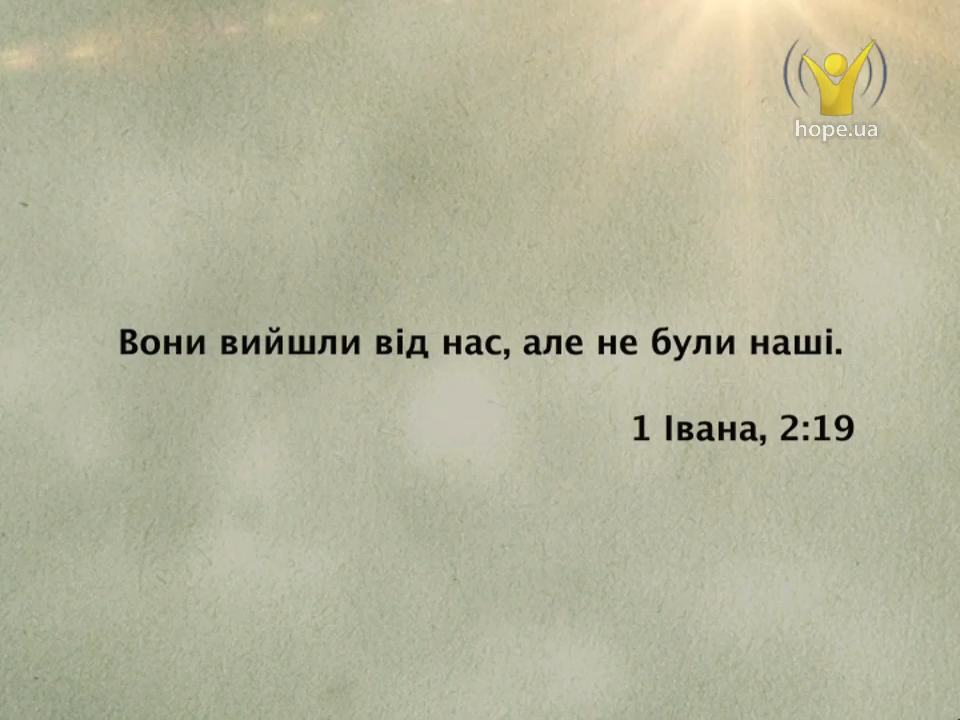 hope.ua
Вони вийшли від нас, але не були наші.
1 Івана, 2:19